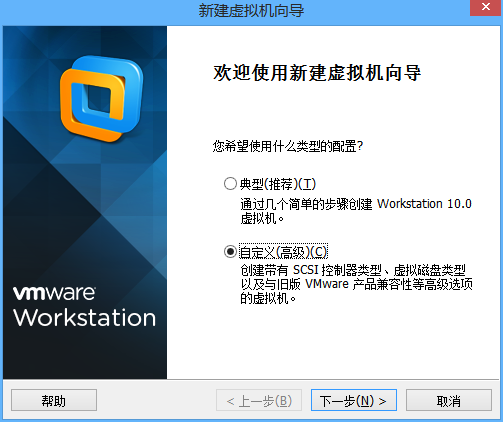 新建虚拟机向导
vmware
Workstation
欢迎使用新建虚拟机向导
您希望使用什么类型的配置?
典型(推荐)(T)
通过几个简单的步骤创建 Workstation 10.0
虚拟机。
自定义(高级)(C)
创建带有 SCSI 控制器类型、虚拟磁盘类型
以及与旧版 VMware 产品兼容性等高级选项
的虚拟机。
帮助
< 上一步(B)
下一步(N) >
取消